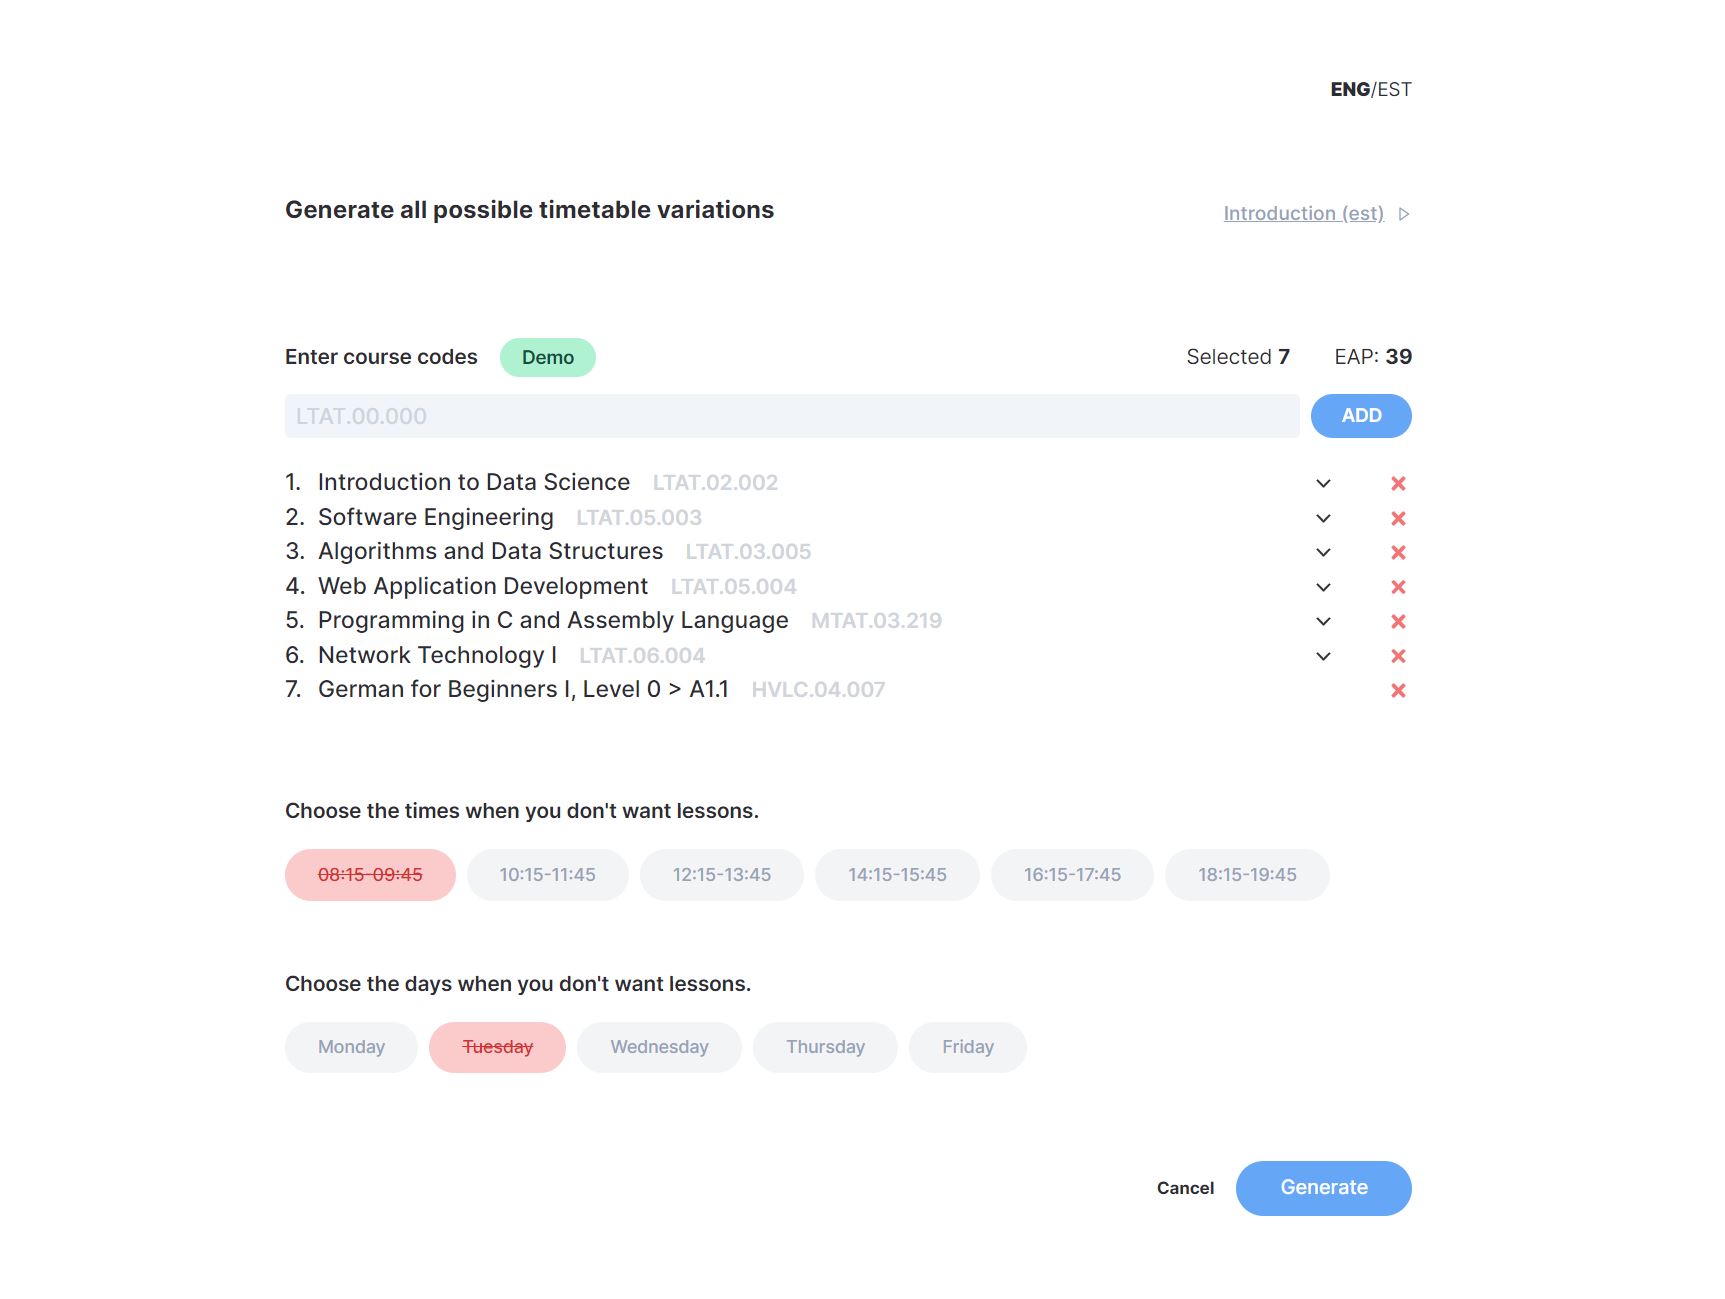 ENG/EST
Generate all possible timetable variations
Introduction (est)
Enter course codes Demo Selected 7 EAP: 39
LTAT.00.000 ADD
1. Introduction to Data Science LTAT.02.002
2. Software Engineering LTAT.05.003
3. Algorithms and Data Structures LTAT.03.005
4. Web Application Development LTAT.05.004
5. Programming in C and Assembly Language MTAT.03.219
6. Network Technology I LTAT.06.004
7. German for Beginners I, Level 0 > A1.1 HVLC.04.007
Choose the times when you don't want lessons.
08:15-09:45 10:15-11:45 12:15-13:45 14:15-15:45 16:15-17:45 18:15-19:45
Choose the days when you don't want lessons.
Monday Tuesday Wednesday Thursday Friday
Cancel Generate